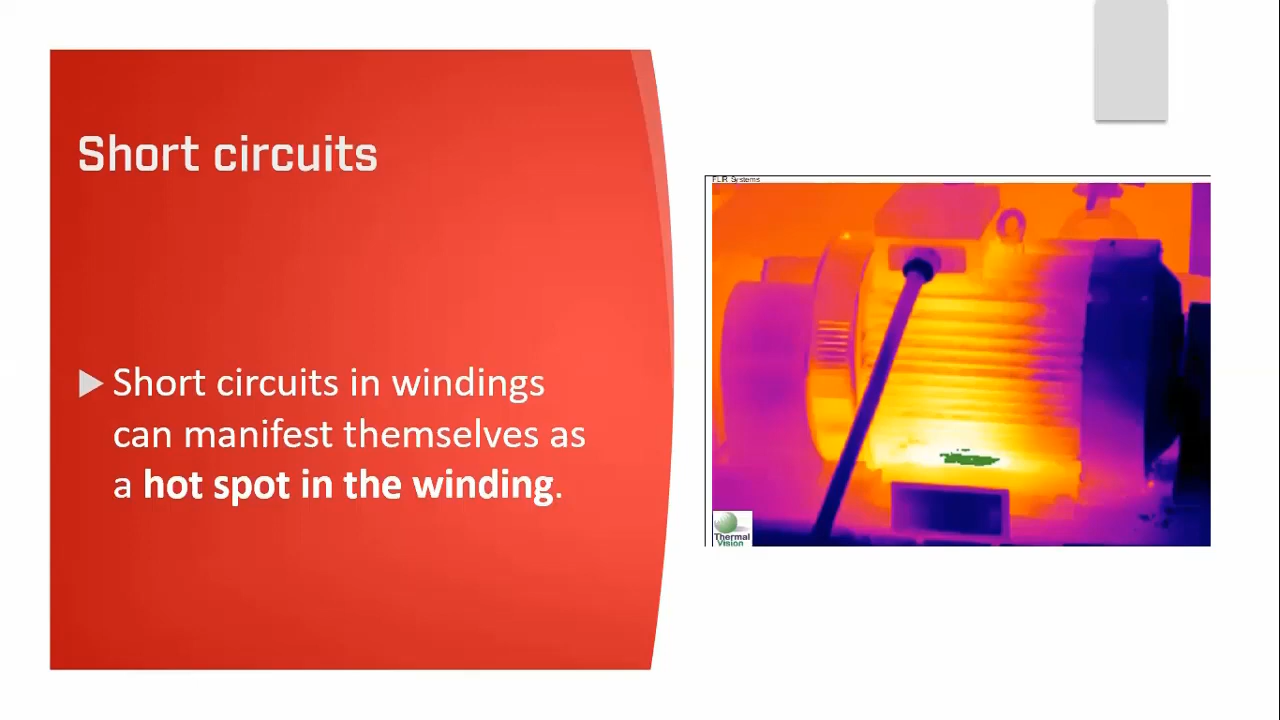 Short circuits
Short circuits in windings
can manifest themselves as
a hot spot in the winding.
FLIR Systems
Thermal
Vision